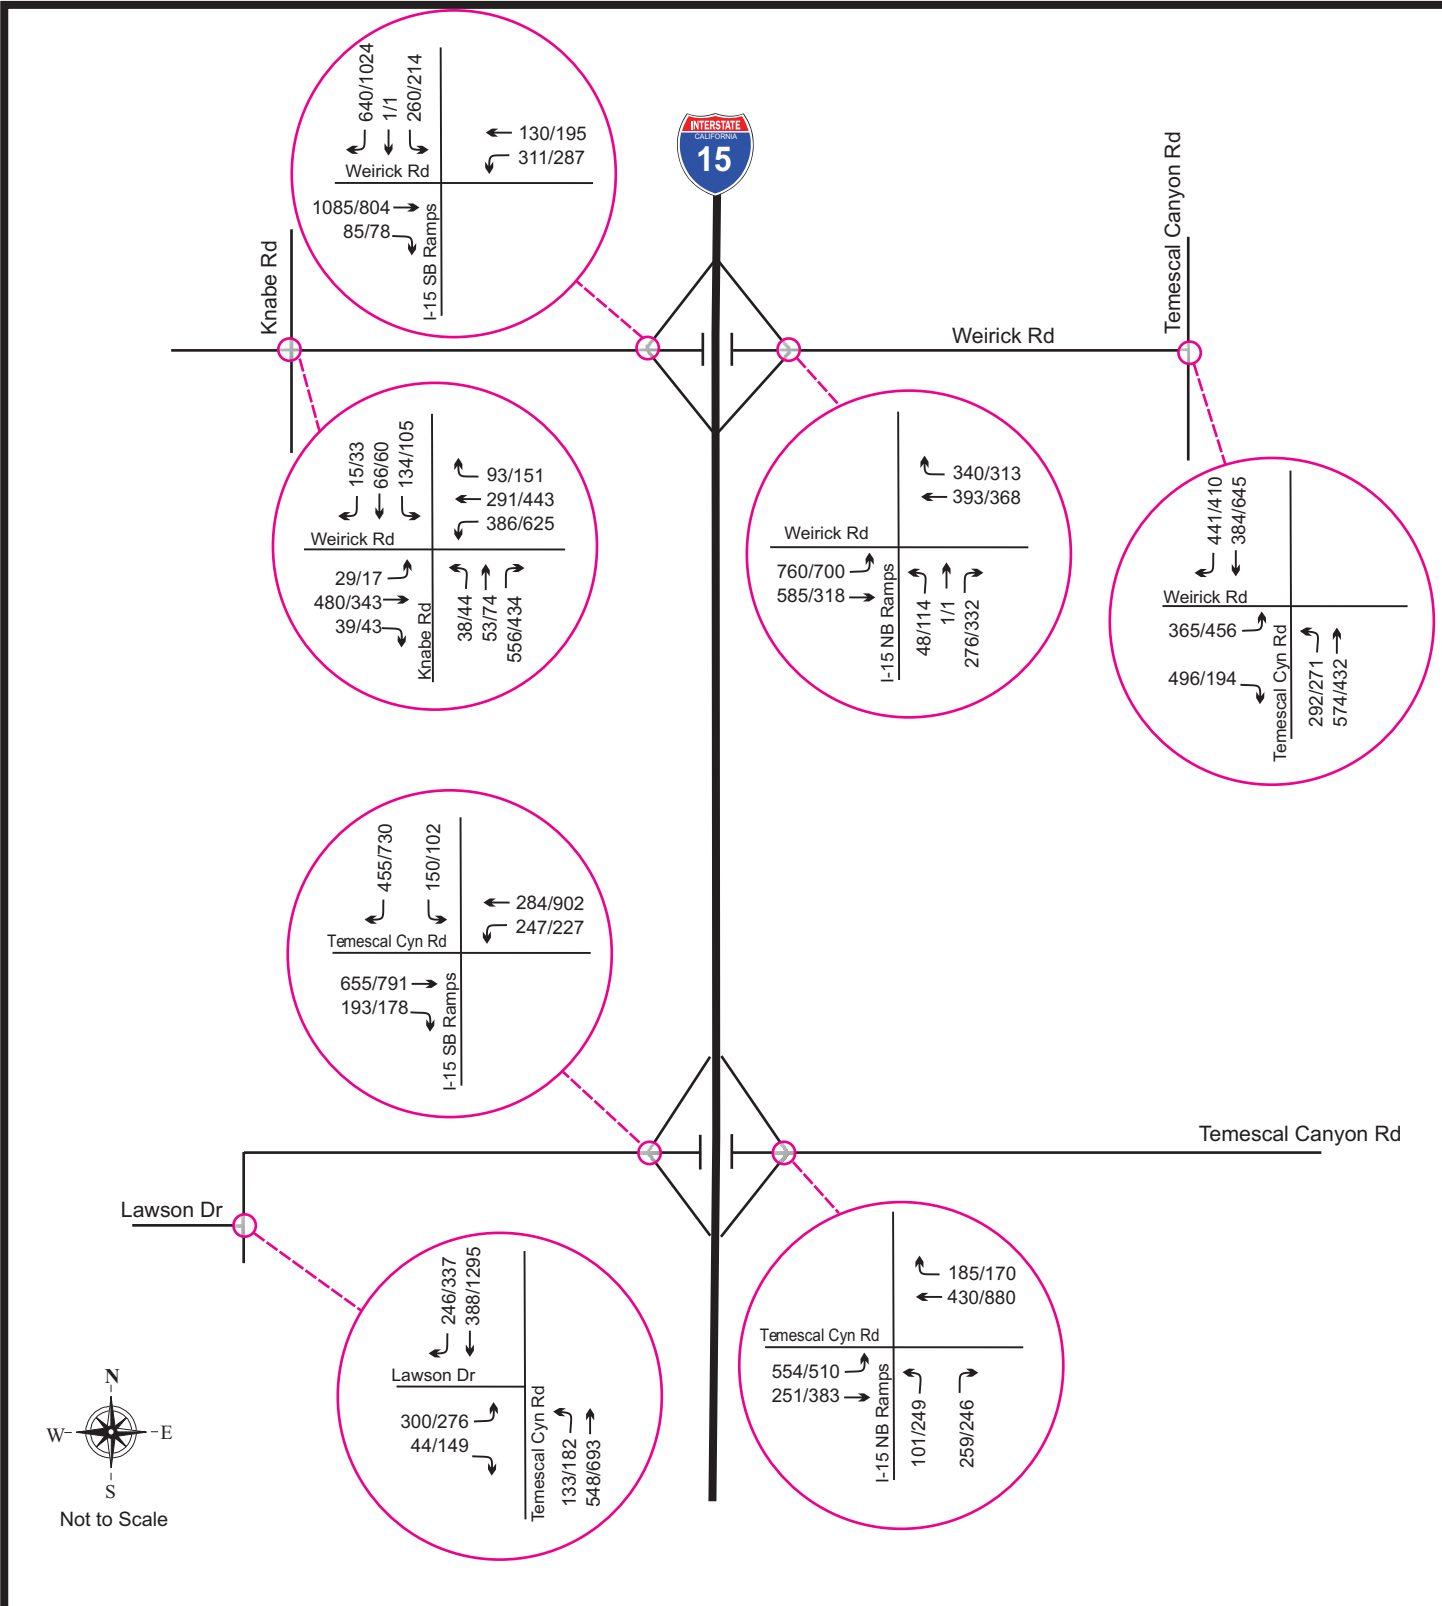 640/1024
1/1
260/214
130/195
311/287
Weirick Rd
1085/804
85/78
I-15 SB Ramps
INTERSTATE
CALIFORNIA
15
Knabe Rd
Temescal Canyon Rd
Weirick Rd
15/33
66/60
134/105
93/151
291/443
386/625
Weirick Rd
29/17
480/343
39/43
Knabe Rd
38/44
53/74
556/434
340/313
393/368
Weirick Rd
760/700
585/318
I-15 NB Ramps
48/114
1/1
276/332
441/410
384/645
Weirick Rd
365/456
496/194
Temescal Cyn Rd
292/271
574/432
455/730
150/102
284/902
247/227
Temescal Cyn Rd
655/791
193/178
I-15 SB Ramps
Temescal Canyon Rd
Lawson Dr
246/337
388/1295
Lawson Dr
300/276
44/149
Temescal Cyn Rd
133/182
548/693
185/170
430/880
Temescal Cyn Rd
554/510
251/383
I-15 NB Ramps
101/249
259/246
N
W E
S
Not to Scale